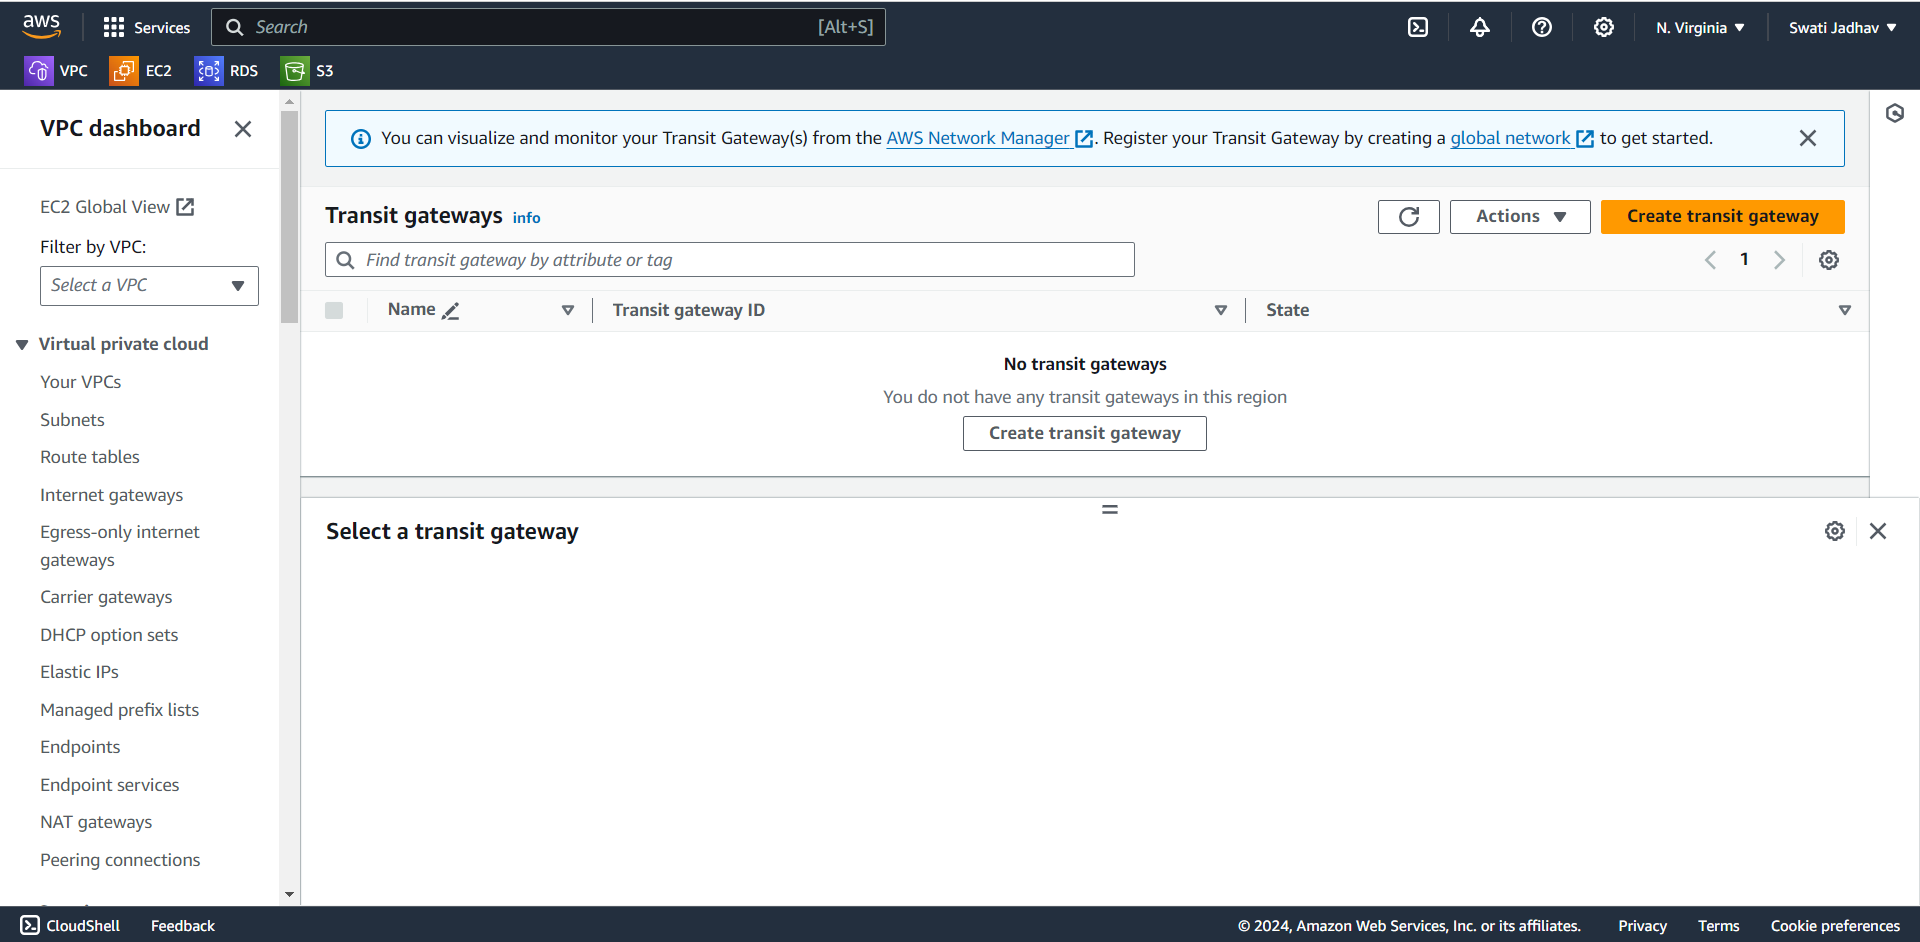 aws
Services
Search
[Alt+S]
N. Virginia
Swati Jadhav
VPC
EC2
RDS
S3
VPC dashboard
EC2 Global View
Filter by VPC:
Select a VPC
Virtual private cloud
Your VPCs
Subnets
Route tables
Internet gateways
Egress-only internet
gateways
Carrier gateways
DHCP option sets
Elastic IPs
Managed prefix lists
Endpoints
Endpoint services
NAT gateways
Peering connections
You can visualize and monitor your Transit Gateway(s) from the AWS Network Manager. Register your Transit Gateway by creating a global network to get started.
Transit gateways info
Actions
Create transit gateway
Find transit gateway by attribute or tag
1
Name
Transit gateway ID
State
No transit gateways
You do not have any transit gateways in this region
Create transit gateway
Select a transit gateway
CloudShell
Feedback
© 2024, Amazon Web Services, Inc. or its affiliates.
Privacy
Terms
Cookie preferences